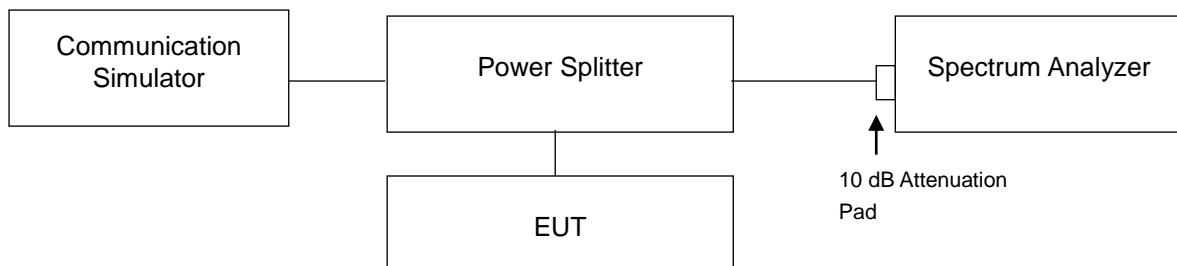 Communication
Simulator
Power Splitter
Spectrum Analyzer
10 dB Attenuation
Pad
EUT